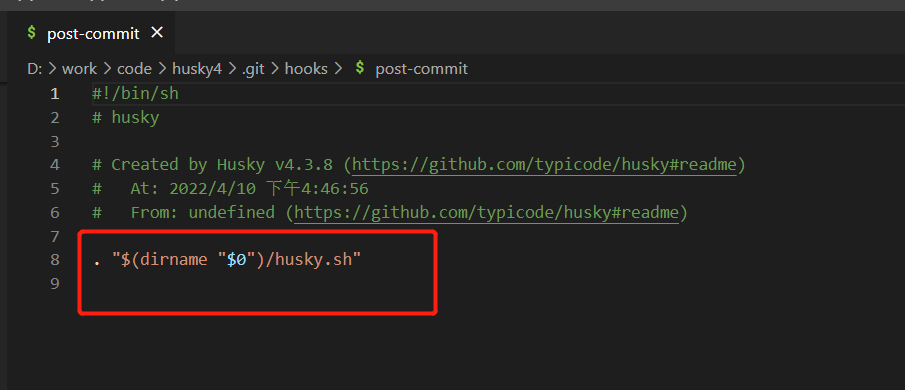 $ post-commit ×
D: > work > code > husky4 > .git > hooks > $ post-commit
1 #!/bin/sh
2 # husky
3
4 # Created by Husky v4.3.8 (https://github.com/typicode/husky#readme)
5 #   At: 2022/4/10 下午4:46:56
6 #   From: undefined (https://github.com/typicode/husky#readme)
7
8 . "$(dirname "$0")/husky.sh"
9